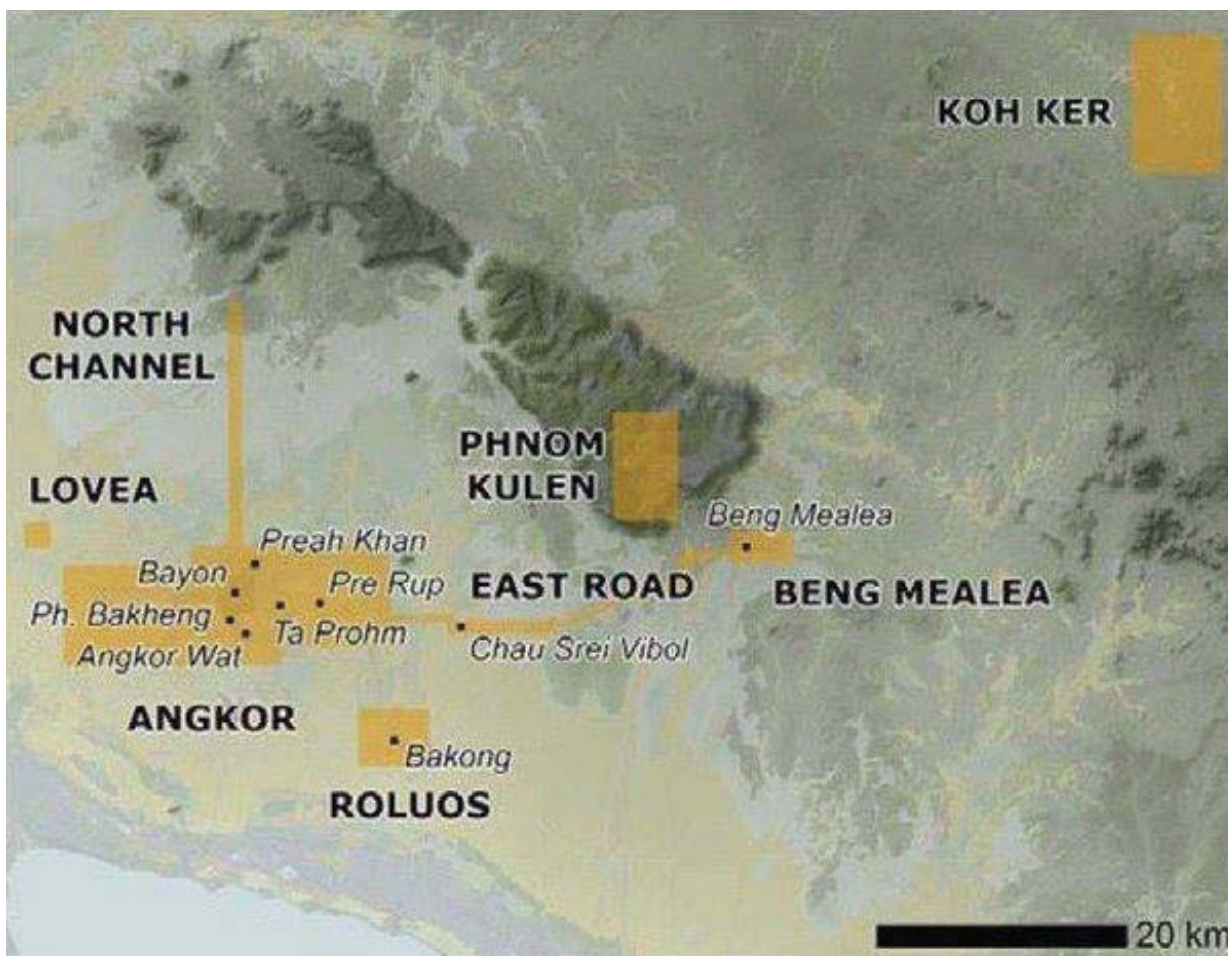 KOH KER
NORTH
CHANNEL
PHNOM
KULEN
LOVEA
Beng Mealea
Preah Khan
Bayon
Pre Rup
EAST ROAD
BENG MEALEA
Ph. Bakheng
Ta Prohm
Chau Srei Vibol
Angkor Wat
ANGKOR
Bakong
ROLUOS
20 km